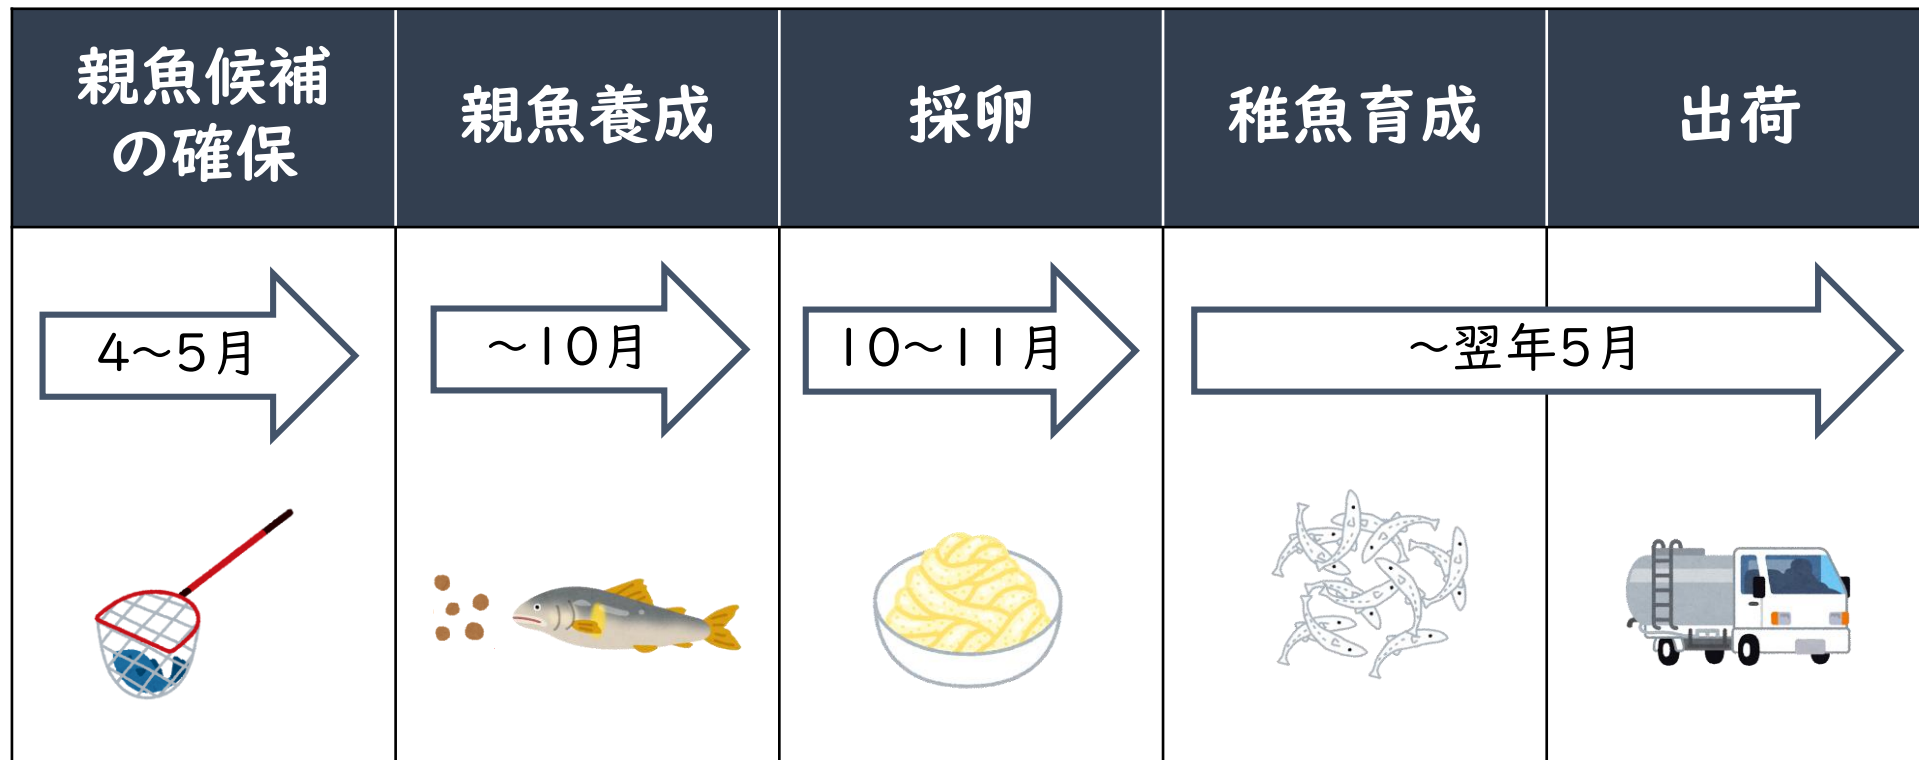 親魚候補
の確保
親魚養成
採卵
稚魚育成
出荷
4～5月
～10月
10～11月
～翌年5月